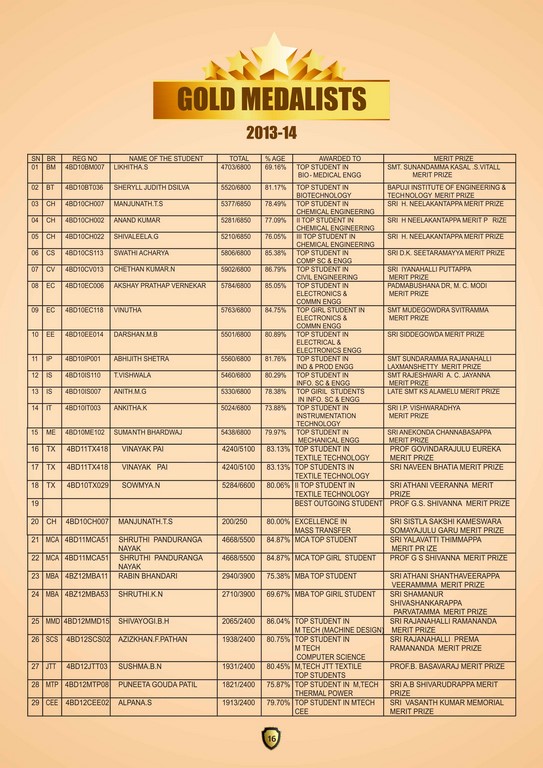 GOLD MEDALISTS
2013-14
SN BR REG NO NAME OF THE STUDENT TOTAL % AGE AWARDED TO MERIT PRIZE
01 BM 4BD10BM007 LIKHITHA.S 4703/6800 69.16% TOP STUDENT IN SMT. SUNANDAMMA KASAL .S.VITALL
BIO- MEDICAL ENGG MERIT PRIZE
02 BT 4BD10BT036 SHERYLL JUDITH DSILVA 5520/6800 81.17% TOP STUDENT IN BAPUJI INSTITUTE OF ENGINEERING &
BIOTECHNOLOGY TECHNOLOGY MERIT PRIZE
03 CH 4BD10CH007 MANJUNATH.T.S 5377/6850 78.49% TOP STUDENT IN SRI H. NEELAKANTAPPA MERIT PRIZE
CHEMICAL ENGINEERING
04 CH 4BD10CH002 ANAND KUMAR 5281/6850 77.09% II TOP STUDENT IN SRI H NEELAKANTAPPA MERIT P RIZE
CHEMICAL ENGINEERING
05 CH 4BD10CH022 SHIVALEELA.G 5210/6850 76.05% III TOP STUDENT IN SRI H. NEELAKANTAPPA MERIT PRIZE
CHEMICAL ENGINEERING
06 CS 4BD10CS113 SWATHI ACHARYA 5806/6800 85.38% TOP STUDENT IN SRI D.K. SEETARAMAYYA MERIT PRIZE
COMP.SC & ENGG
07 CV 4BD10CV013 CHETHAN KUMAR.N 5902/6800 86.79% TOP STUDENT IN SRI IYANAHALLI PUTTAPPA
CIVIL ENGINEERING MERIT PRIZE
08 EC 4BD10EC006 AKSHAY PRATHAP VERNEKAR 5784/6800 85.05% TOP STUDENT IN PADMABUSHANA DR, M. C. MODI
ELECTRONICS & MERIT PRIZE
COMMN ENGG
09 EC 4BD10EC118 VINUTHA 5763/6800 84.75% TOP GIRL STUDENT IN SMT MUDEGOWDRA SVITRAMMA
ELECTRONICS & MERIT PRIZE
COMMN ENGG
10 EE 4BD10EE014 DARSHAN.M.B 5501/6800 80.89% TOP STUDENT IN SRI SIDDEGOWDA MERIT PRIZE
ELECTRICAL &
ELECTRONICS ENGG
11 IP 4BD10IP001 ABHIJITH SHETRA 5560/6800 81.76% TOP STUDENT IN SMT SUNDARAMMA RAJANAHALLI
IND & PROD ENGG LAXMANSHETTY MERIT PRIZE
12 IS 4BD10IS110 T.VISHWALA 5460/6800 80.29% TOP STUDENT IN SMT RAJESHWARI A. C. JAYANNA
INFO. SC & ENGG MERIT PRIZE
13 IS 4BD10IS007 ANITH.M.G 5330/6800 78.38% TOP GIRL STUDENTS LATE SMT KS ALAMELU MERIT PRIZE
IN INFO. SC & ENGG
14 IT 4BD10IT003 ANKITHA.K 5024/6800 73.88% TOP STUDENT IN SRI I.P. VISHWARADHYA
INSTRUMENTATION MERIT PRIZE
TECHNOLOGY
15 ME 4BD10ME102 SUMANTH BHARDWAJ 5438/6800 79.97% TOP STUDENT IN SRI ANEKONDA CHANNABASAPPA
MECHANICAL ENGG MERIT PRIZE
16 TX 4BD11TX418 VINAYAK PAI 4240/5100 83.13% TOP STUDENT IN PROF GOVINDARAJULU EUREKA
TEXTILE TECHNOLOGY MERIT PRIZE
17 TX 4BD11TX418 VINAYAK PAI 4240/5100 83.13% TOP STUDENTS IN SRI NAVEEN BHATIA MERIT PRIZE
TEXTILE TECHNOLOGY
18 TX 4BD10TX029 SOWMYA.N 5284/6600 80.06% II TOP STUDENT IN SRI ATHANI VEERANNA MERIT
TEXTILE TECHNOLOGY PRIZE
19 BEST OUTGOING STUDENT PROF G.S. SHIVANNA MERIT PRIZE
20 CH 4BD10CH007 MANJUNATH.T.S 200/250 80.00% EXCELLENCE IN SRI SISTLA SAKSHI KAMESWARA
MASS TRANSFER SOMAYAJULU GARU MERIT PRIZE
21 MCA 4BD11MCA51 SHRUTHI PANDURANGA 4668/5500 84.87% MCA TOP STUDENT SRI YALAVATTI THIMMAPPA
NAYAK MERIT PR IZE
22 MCA 4BD11MCA51 SHRUTHI PANDURANGA 4668/5500 84.87% MCA TOP GIRL STUDENT PROF G S SHIVANNA MERIT PRIZE
NAYAK
23 MBA 4BZ12MBA11 RABIN BHANDARI 2940/3900 75.38% MBA TOP STUDENT SRI ATHANI SHANTHAVEERAPPA
VEERAMMMA MERIT PRIZE
24 MBA 4BZ12MBA53 SHRUTHI.K.N 2710/3900 69.67% MBA TOP GIRL STUDENT SRI SHAMANUR
SHIVASHANKARAPPA
PARVATAMMA MERIT PRIZE
25 MMD 4BD12MMD15 SHIVAYOGI.B.H 2065/2400 86.04% TOP STUDENT IN SRI RAJANAHALLI RAMANANDA
M TECH (MACHINE DESIGN) MERIT PRIZE
26 SCS 4BD12SCS02 AZIZKHAN.F.PATHAN 1938/2400 80.75% TOP STUDENT IN SRI RAJANAHALLI PREMA
M TECH RAMANANDA MERIT PRIZE
COMPUTER SCIENCE
27 JTT 4BD12JTT03 SUSHMA.B.N 1931/2400 80.45% M,TECH JTT TEXTILE PROF.B. BASAVARAJ MERIT PRIZE
TOP STUDENTS
28 MTP 4BD12MTP08 PUNEETA GOUDA PATIL 1821/2400 75.87% TOP STUDENT IN M,TECH SRI A.B SHIVARUDRAPPA MERIT
THERMAL POWER PRIZE
29 CEE 4BD12CEE02 ALPANA.S 1913/2400 79.70% TOP STUDENT IN MTECH SRI VASANTH KUMAR MEMORIAL
CEE MERIT PRIZE
16